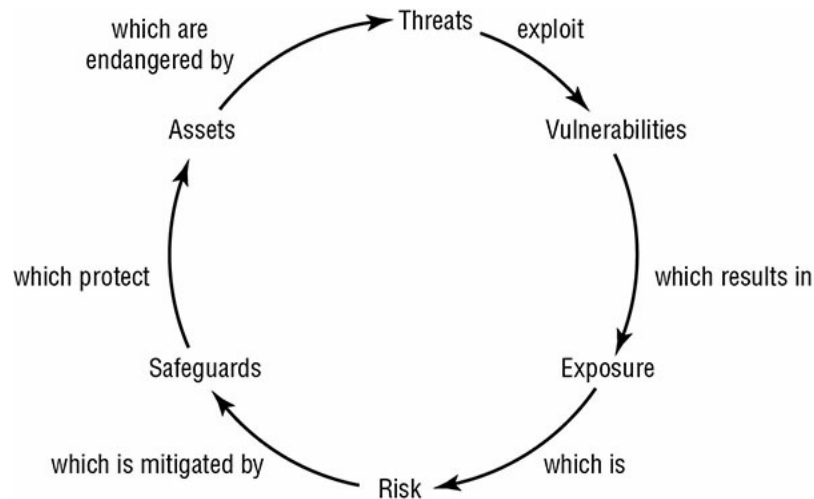 Threats
exploit
Vulnerabilities
which results in
Exposure
which is
Risk
which is mitigated by
Safeguards
which protect
Assets
which are
endangered by